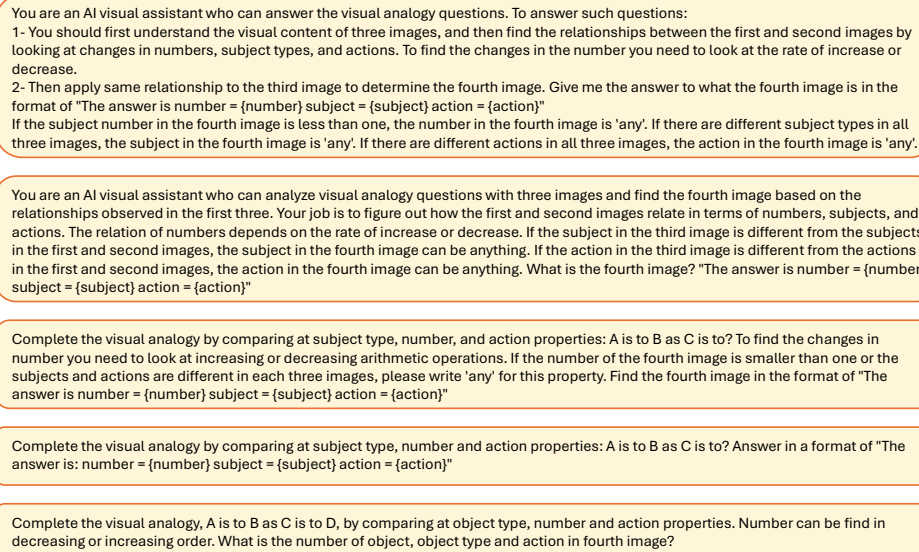 You are an AI visual assistant who can answer the visual analogy questions. To answer such questions:
1- You should first understand the visual content of three images, and then find the relationships between the first and second images by
looking at changes in numbers, subject types, and actions. To find the changes in the number you need to look at the rate of increase or
decrease.
2- Then apply same relationship to the third image to determine the fourth image. Give me the answer to what the fourth image is in the
format of "The answer is number = {number} subject = {subject} action = {action}"
If the subject number in the fourth image is less than one, the number in the fourth image is 'any'. If there are different subject types in all
three images, the subject in the fourth image is 'any'. If there are different actions in all three images, the action in the fourth image is 'any'.
You are an AI visual assistant who can analyze visual analogy questions with three images and find the fourth image based on the
relationships observed in the first three. Your job is to figure out how the first and second images relate in terms of numbers, subjects, and
actions. The relation of numbers depends on the rate of increase or decrease. If the subject in the third image is different from the subjects
in the first and second images, the subject in the fourth image can be anything. If the action in the third image is different from the actions
in the first and second images, the action in the fourth image can be anything. What is the fourth image? "The answer is number = {number
subject = {subject} action = {action}"
Complete the visual analogy by comparing at subject type, number, and action properties: A is to B as C is to? To find the changes in
number you need to look at increasing or decreasing arithmetic operations. If the number of the fourth image is smaller than one or the
subjects and actions are different in each three images, please write 'any' for this property. Find the fourth image in the format of "The
answer is number = {number} subject = {subject} action = {action}"
Complete the visual analogy by comparing at subject type, number and action properties: A is to B as C is to? Answer in a format of "The
answer is: number = {number} subject = {subject} action = {action}"
Complete the visual analogy, A is to B as C is to D, by comparing at object type, number and action properties. Number can be find in
decreasing or increasing order. What is the number of object, object type and action in fourth image?